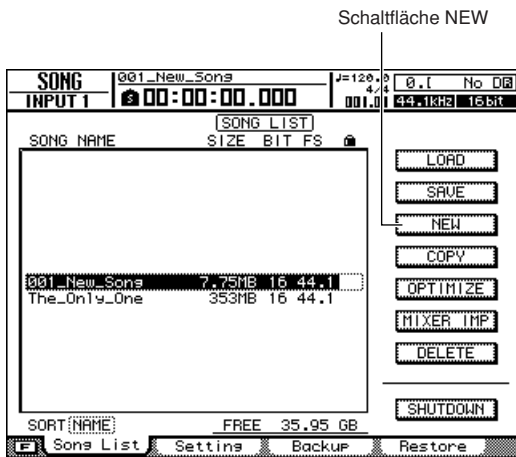 Schaltfläche NEW
SONG 001_New_Song ♩=120.0 4/4 0.[ No D
INPUT 1 S 00:00:00.000 001.01 44.1kHz 16bit
SONG LIST
SONG NAME SIZE BIT FS
001_New_Song 7.75MB 16 44.1
The_Only_One 353MB 16 44.1
LOAD
SAVE
NEW
COPY
OPTIMIZE
MIXER IMP
DELETE
SHUTDOWN
SORT NAME FREE 35.95 GB
F Song List Setting Backup Restore